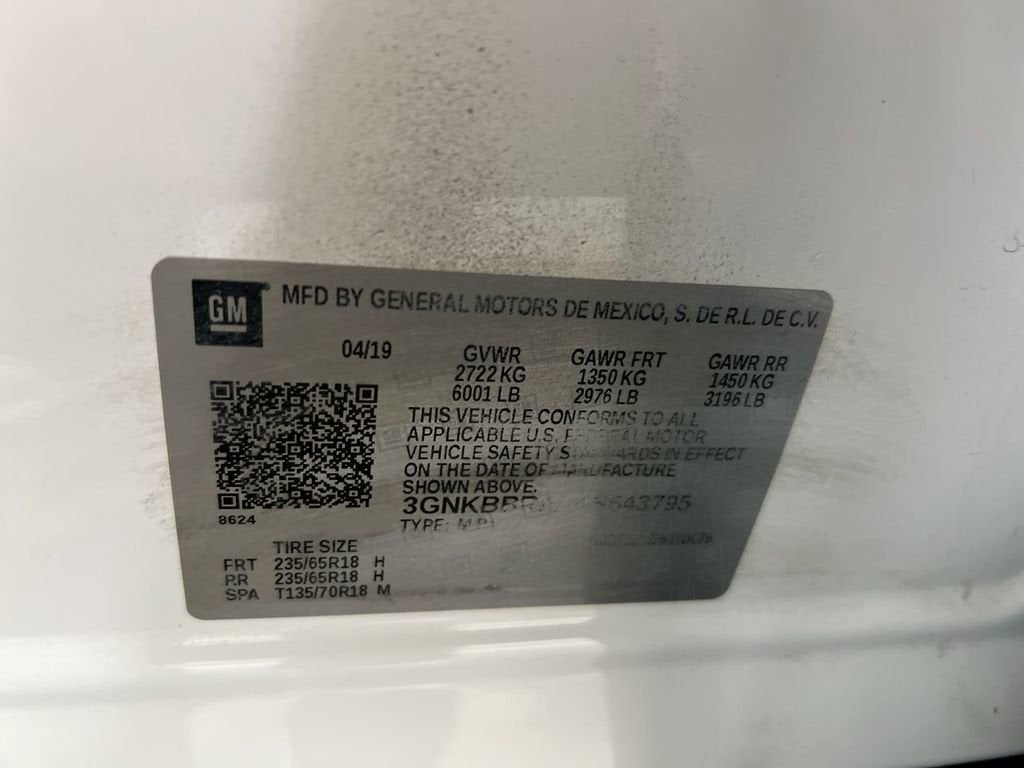 GM
MFD BY GENERAL MOTORS DE MEXICO, S. DE R.L. DE C.V.
04/19 GVWR GAWR FRT GAWR RR
2722 KG 1350 KG 1450 KG
6001 LB 2976 LB 3196 LB
THIS VEHICLE CONFORMS TO ALL
APPLICABLE U.S. FEDERAL MOTOR
VEHICLE SAFETY STANDARDS IN EFFECT
ON THE DATE OF MANUFACTURE
SHOWN ABOVE.
8624
TYPE:
TIRE SIZE
FRT 235/65R18 H
RR 235/65R18 H
SPA T135/70R18 M